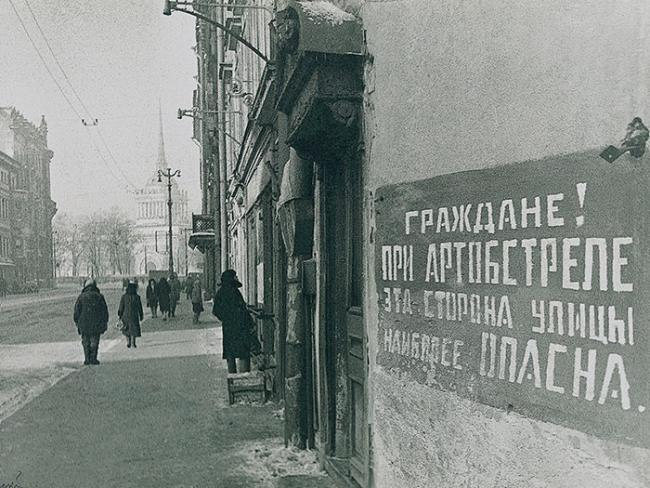 ГРАЖДАНЕ!
ПРИ АРТОБСТРЕЛЕ
ЭТА СТОРОНА УЛИЦЫ
НАИБОЛЕЕ ОПАСНА.